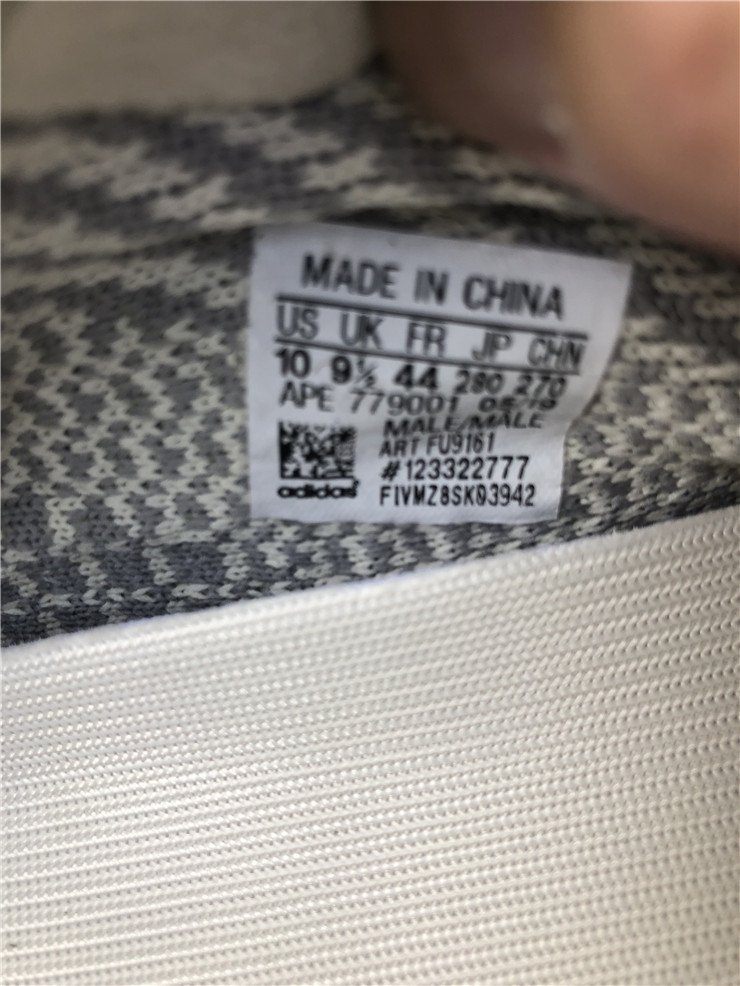 MADE IN CHINA
US UK FR JP CHN
10 9½ 44 280 270
APE 779001 05/19
MALE/MALE
ART FU9161
#123322777
adidas FIVMZ8SK03942